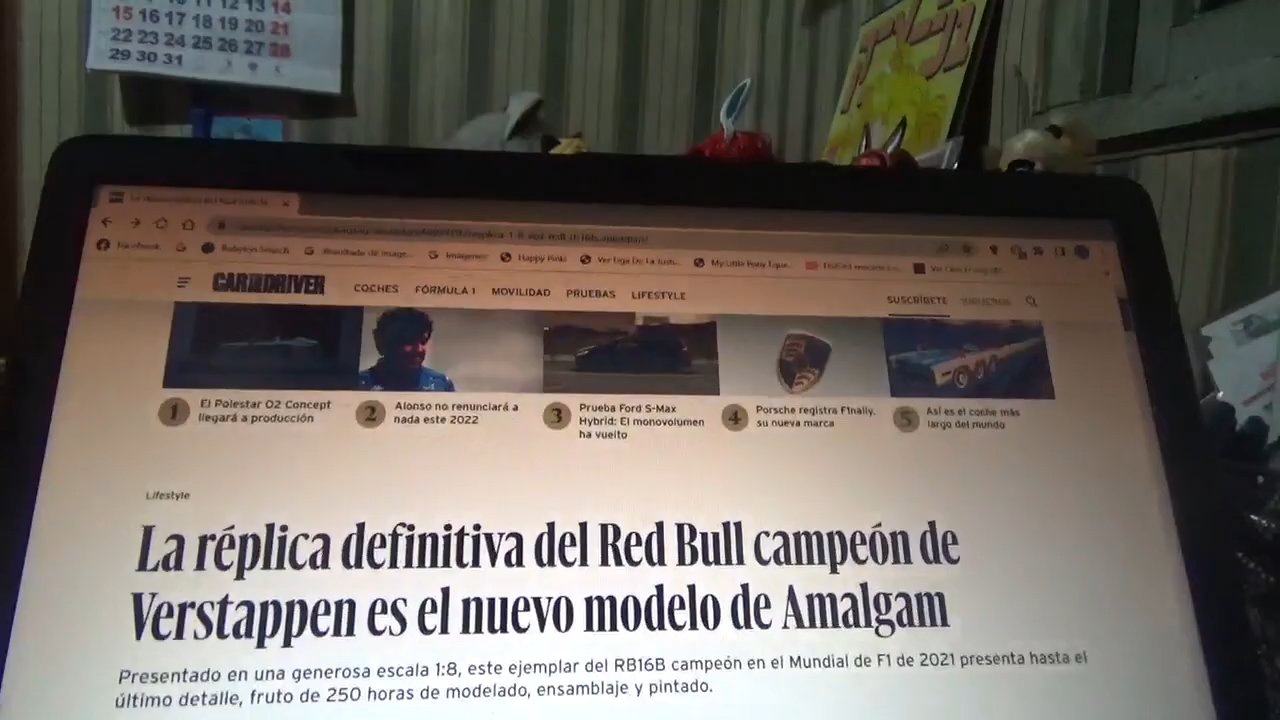 11 12 13 14
15 16 17 18 19 20 21
22 23 24 25 26 27 28
29 30 31
Facebook
Happy Pinki
CAR AND DRIVER COCHES FÓRMULA 1 MOVILIDAD PRUEBAS LIFESTYLE SUSCRÍBETE
1 El Polestar O2 Concept
llegará a producción
2 Alonso no renunciará a
nada este 2022
3 Prueba Ford S-Max
Hybrid: El monovolumen
ha vuelto
4 Porsche registra F1nally,
su nueva marca
5 Así es el coche más
largo del mundo
Lifestyle
La réplica definitiva del Red Bull campeón de
Verstappen es el nuevo modelo de Amalgam
Presentado en una generosa escala 1:8, este ejemplar del RB16B campeón en el Mundial de F1 de 2021 presenta hasta el
último detalle, fruto de 250 horas de modelado, ensamblaje y pintado.